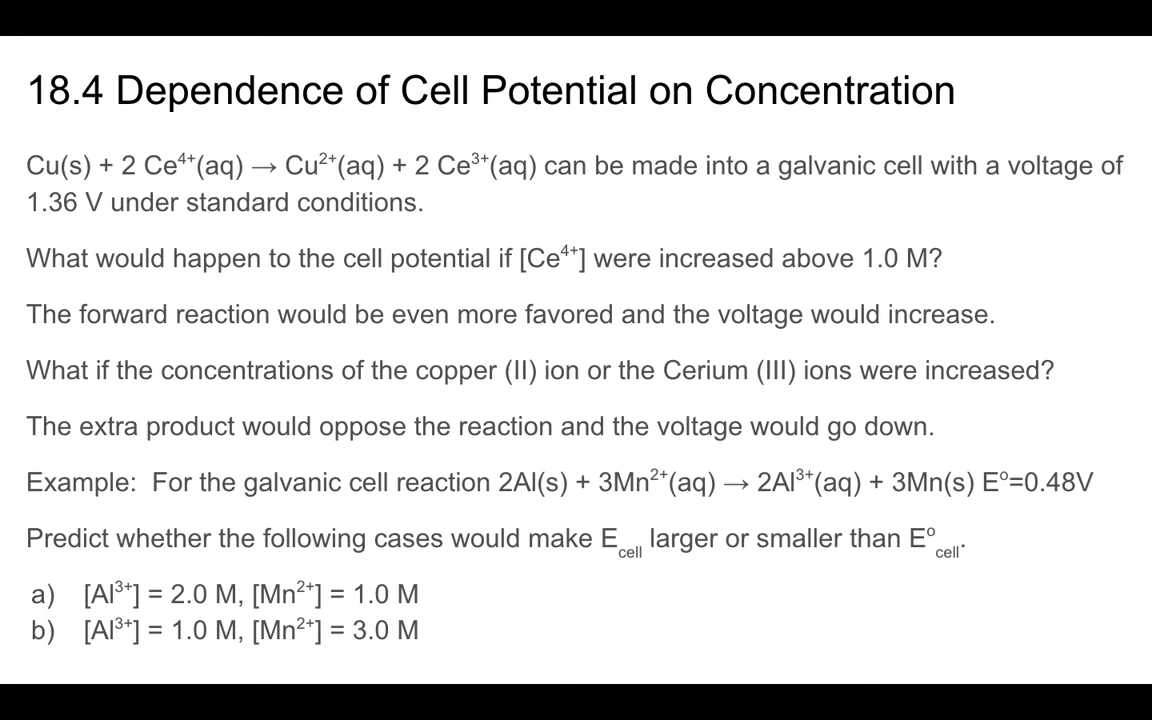 18.4 Dependence of Cell Potential on Concentration
Cu(s) + 2 Ce⁴⁺(aq) → Cu²⁺(aq) + 2 Ce³⁺(aq) can be made into a galvanic cell with a voltage of
1.36 V under standard conditions.
What would happen to the cell potential if [Ce⁴⁺] were increased above 1.0 M?
The forward reaction would be even more favored and the voltage would increase.
What if the concentrations of the copper (II) ion or the Cerium (III) ions were increased?
The extra product would oppose the reaction and the voltage would go down.
Example:  For the galvanic cell reaction 2Al(s) + 3Mn²⁺(aq) → 2Al³⁺(aq) + 3Mn(s) Eº=0.48V
Predict whether the following cases would make E_cell larger or smaller than Eº_cell.
a) [Al³⁺] = 2.0 M, [Mn²⁺] = 1.0 M
b) [Al³⁺] = 1.0 M, [Mn²⁺] = 3.0 M